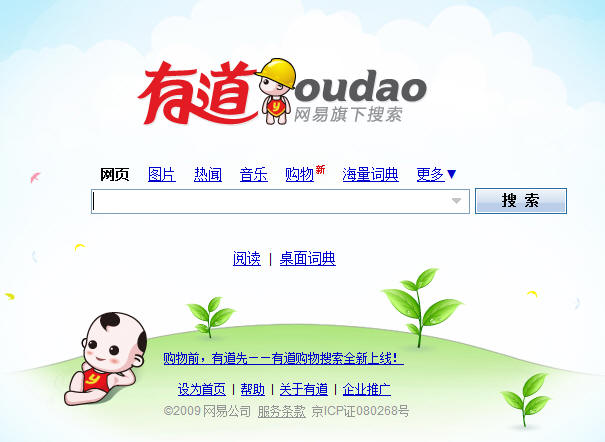 有道 youdao
网易旗下搜索
网页 图片 热闻 音乐 购物新 海量词典 更多▼
搜 索
阅读 | 桌面词典
购物前，有道先——有道购物搜索全新上线！
设为首页 | 帮助 | 关于有道 | 企业推广
©2009 网易公司 服务条款 京ICP证080268号
y